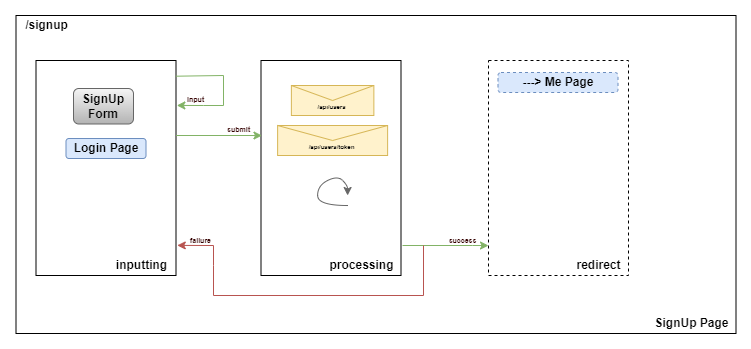 /signup
SignUp
Form
Login Page
inputting
input
submit
failure
/api/users
/api/users/token
processing
success
---> Me Page
redirect
SignUp Page